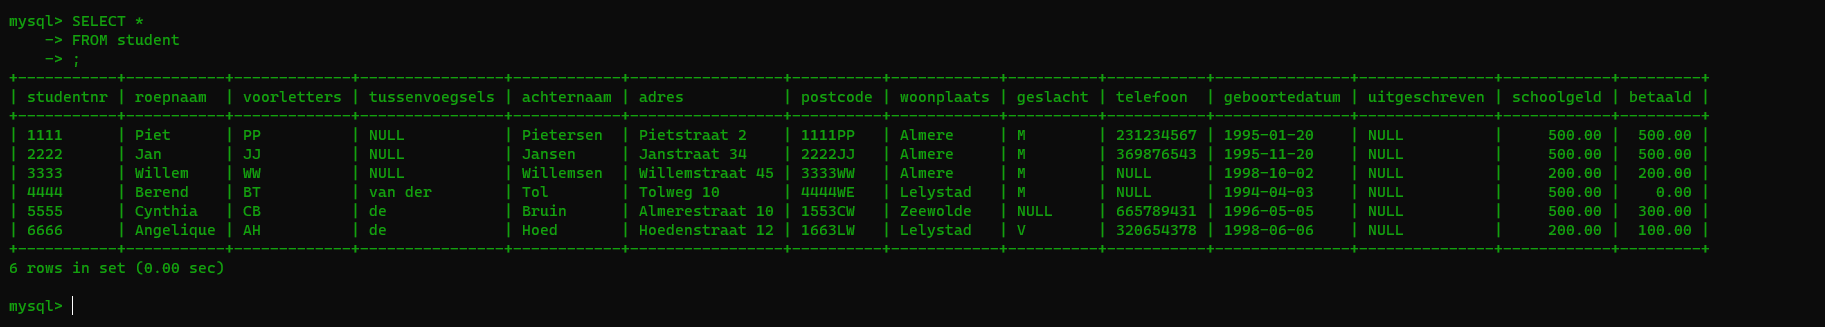 mysql> SELECT *
    -> FROM student
    -> ;
+-----------+------------+-------------+----------------+------------+-----------------+----------+------------+----------+-----------+---------------+---------------+------------+---------+
| studentnr | roepnaam   | voorletters | tussenvoegsels | achternaam | adres           | postcode | woonplaats | geslacht | telefoon  | geboortedatum | uitgeschreven | schoolgeld | betaald |
+-----------+------------+-------------+----------------+------------+-----------------+----------+------------+----------+-----------+---------------+---------------+------------+---------+
| 1111      | Piet       | PP          | NULL           | Pietersen  | Pietstraat 2    | 1111PP   | Almere     | M        | 231234567 | 1995-01-20    | NULL          |     500.00 |  500.00 |
| 2222      | Jan        | JJ          | NULL           | Jansen     | Janstraat 34    | 2222JJ   | Almere     | M        | 369876543 | 1995-11-20    | NULL          |     500.00 |  500.00 |
| 3333      | Willem     | WW          | NULL           | Willemsen  | Willemstraat 45 | 3333WW   | Almere     | M        | NULL      | 1998-10-02    | NULL          |     200.00 |  200.00 |
| 4444      | Berend     | BT          | van der        | Tol        | Tolweg 10       | 4444WE   | Lelystad   | M        | NULL      | 1994-04-03    | NULL          |     500.00 |    0.00 |
| 5555      | Cynthia    | CB          | de             | Bruin      | Almerestraat 10 | 1553CW   | Zeewolde   | NULL     | 665789431 | 1996-05-05    | NULL          |     500.00 |  300.00 |
| 6666      | Angelique  | AH          | de             | Hoed       | Hoedenstraat 12 | 1663LW   | Lelystad   | V        | 320654378 | 1998-06-06    | NULL          |     200.00 |  100.00 |
+-----------+------------+-------------+----------------+------------+-----------------+----------+------------+----------+-----------+---------------+---------------+------------+---------+
6 rows in set (0.00 sec)
mysql>